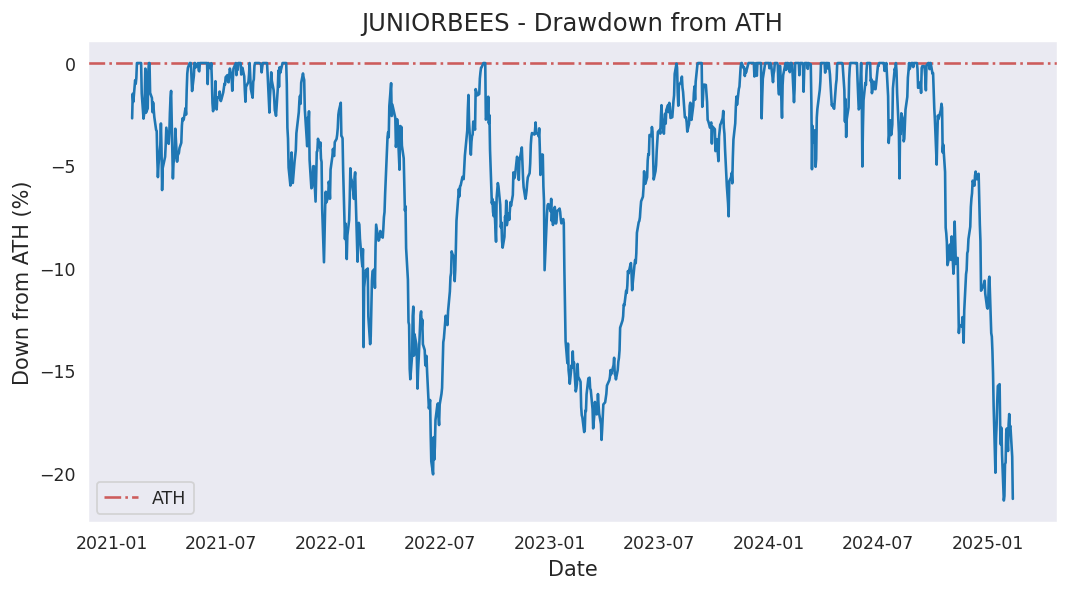 JUNIORBEES - Drawdown from ATH
Down from ATH (%)
0
−5
−10
−15
−20
ATH
2021-01 2021-07 2022-01 2022-07 2023-01 2023-07 2024-01 2024-07 2025-01
Date